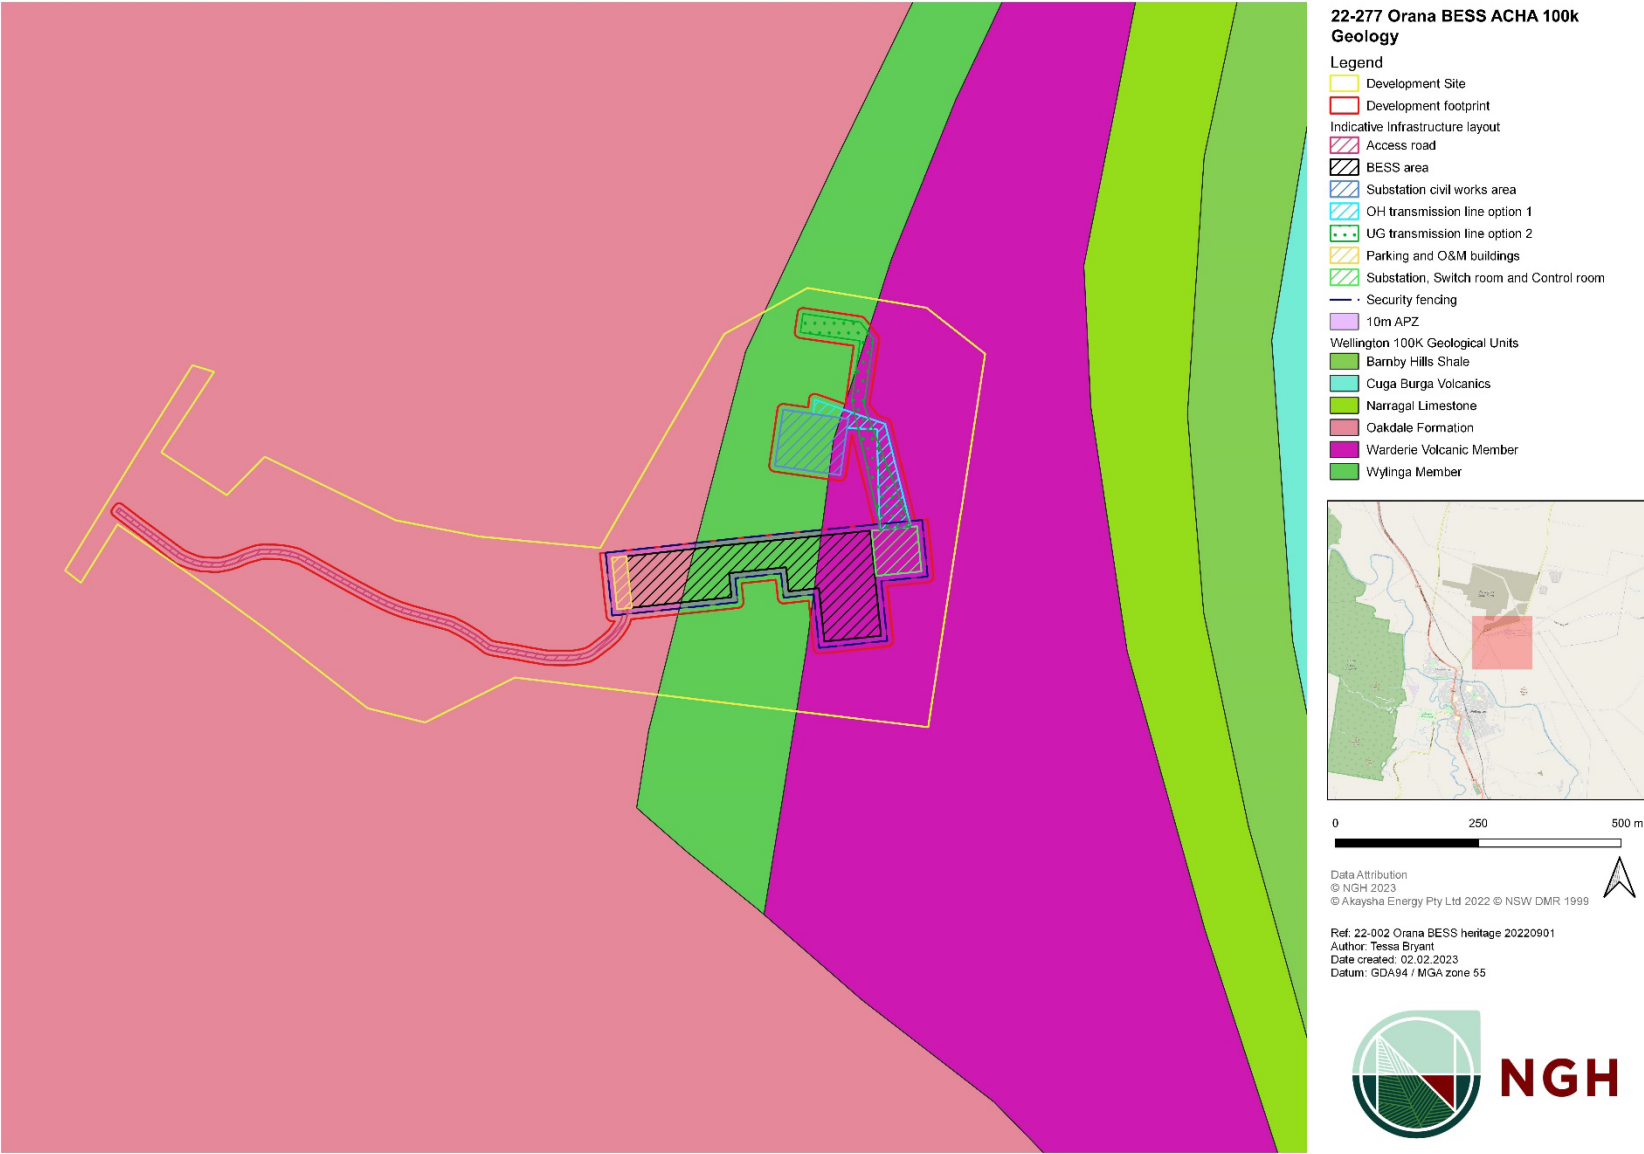 22-277 Orana BESS ACHA 100k
Geology
Legend
Development Site
Development footprint
Indicative Infrastructure layout
Access road
BESS area
Substation civil works area
OH transmission line option 1
UG transmission line option 2
Parking and O&M buildings
Substation, Switch room and Control room
Security fencing
10m APZ
Wellington 100K Geological Units
Barnby Hills Shale
Cuga Burga Volcanics
Narragal Limestone
Oakdale Formation
Warderie Volcanic Member
Wylinga Member
0 250 500 m
Data Attribution
© NGH 2023
© Akaysha Energy Pty Ltd 2022 © NSW DMR 1999
Ref: 22-002 Orana BESS heritage 20220901
Author: Tessa Bryant
Date created: 02.02.2023
Datum: GDA94 / MGA zone 55
NGH